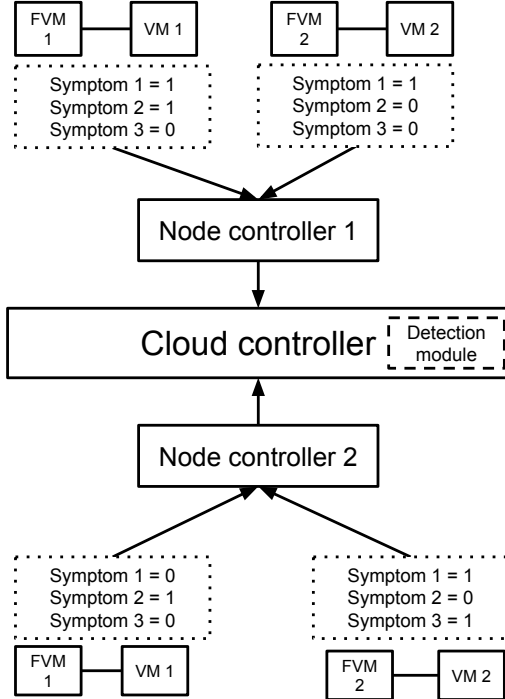 FVM
1
VM 1
FVM
2
VM 2
Symptom 1 = 1
Symptom 2 = 1
Symptom 3 = 0
Symptom 1 = 1
Symptom 2 = 0
Symptom 3 = 0
Node controller 1
Cloud controller
Detection
module
Node controller 2
Symptom 1 = 0
Symptom 2 = 1
Symptom 3 = 0
Symptom 1 = 1
Symptom 2 = 0
Symptom 3 = 1
FVM
1
VM 1
FVM
2
VM 2